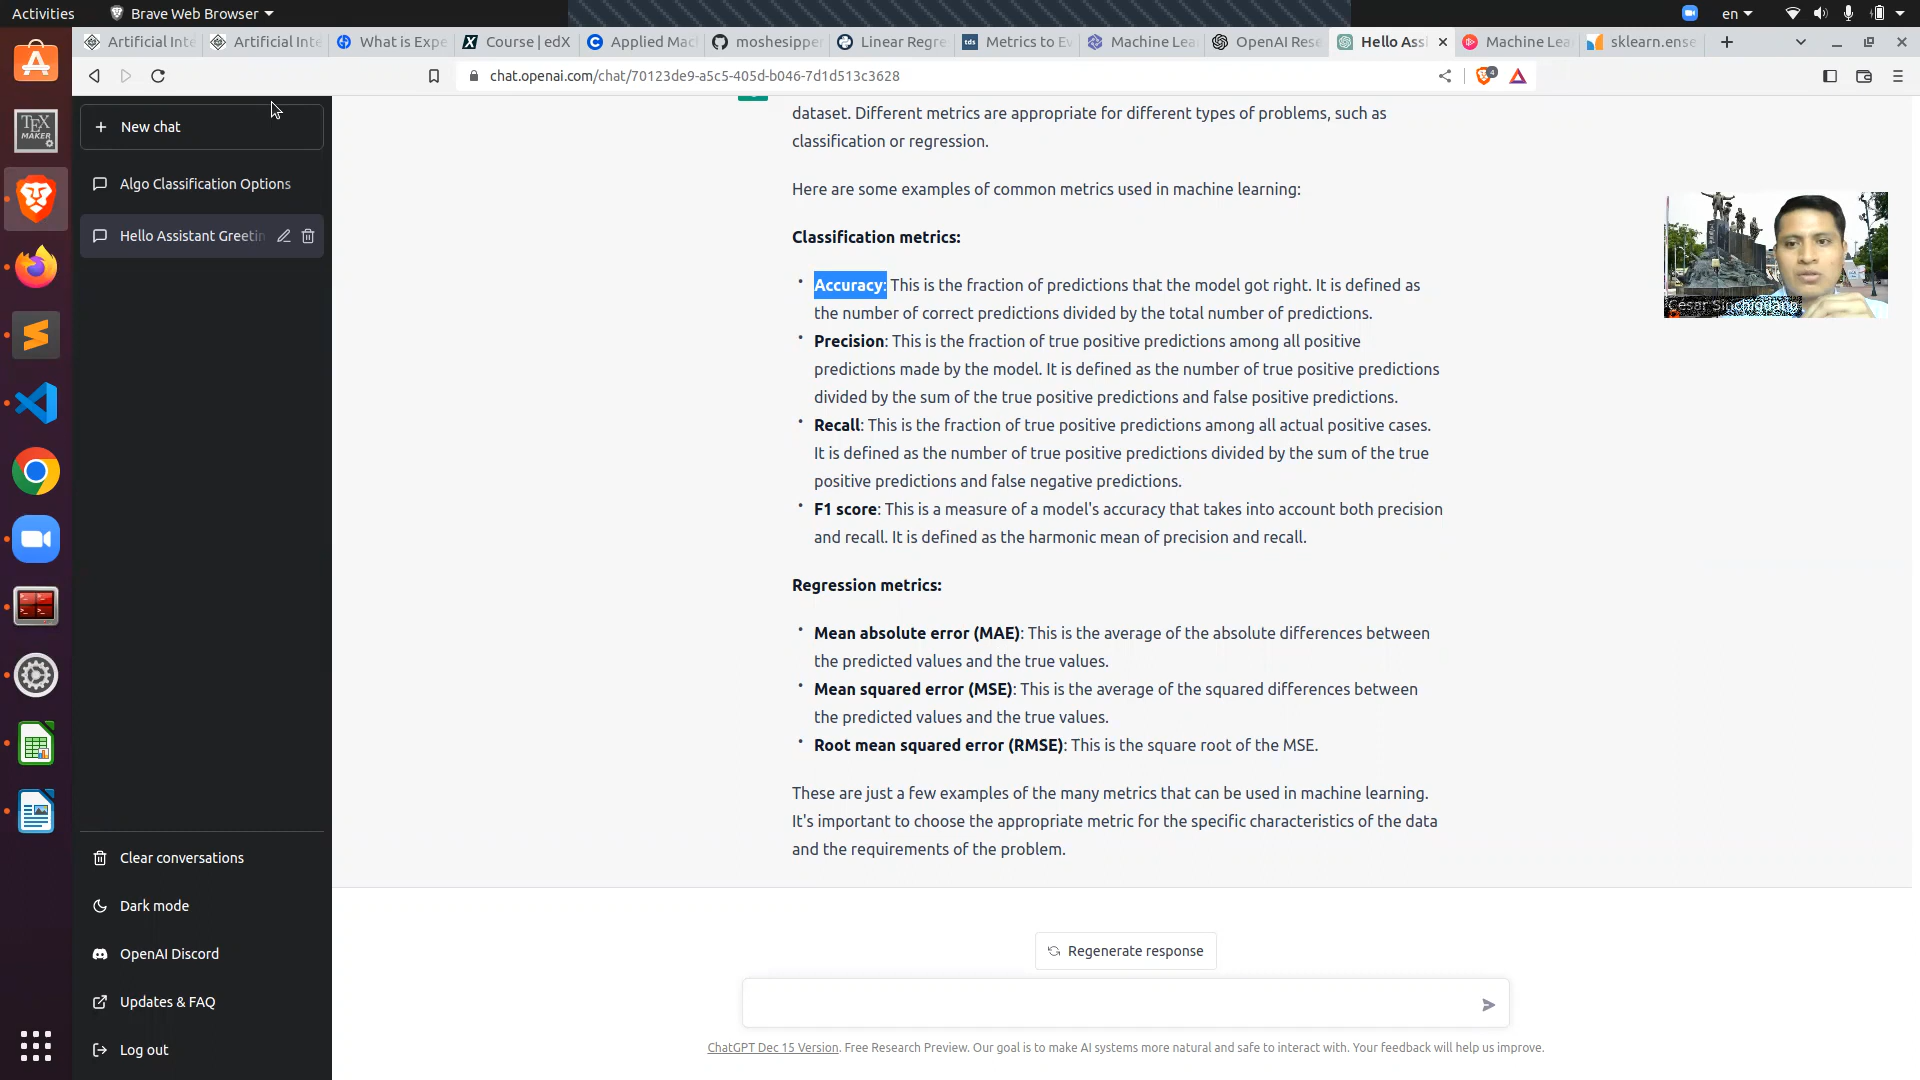 Activities
Brave Web Browser
en
Artificial Inte
Artificial Inte
What is Expe
Course | edX
Applied Mac
moshesipper
Linear Regre
Metrics to Ev
Machine Lea
OpenAI Rese
Hello Ass
Machine Lea
sklearn.ense
chat.openai.com/chat/70123de9-a5c5-405d-b046-7d1d513c3628
4
New chat
Algo Classification Options
Hello Assistant Greetin
dataset. Different metrics are appropriate for different types of problems, such as
classification or regression.
Here are some examples of common metrics used in machine learning:
Classification metrics:
• Accuracy: This is the fraction of predictions that the model got right. It is defined as
the number of correct predictions divided by the total number of predictions.
• Precision: This is the fraction of true positive predictions among all positive
predictions made by the model. It is defined as the number of true positive predictions
divided by the sum of the true positive predictions and false positive predictions.
• Recall: This is the fraction of true positive predictions among all actual positive cases.
It is defined as the number of true positive predictions divided by the sum of the true
positive predictions and false negative predictions.
• F1 score: This is a measure of a model's accuracy that takes into account both precision
and recall. It is defined as the harmonic mean of precision and recall.
Regression metrics:
• Mean absolute error (MAE): This is the average of the absolute differences between
the predicted values and the true values.
• Mean squared error (MSE): This is the average of the squared differences between
the predicted values and the true values.
• Root mean squared error (RMSE): This is the square root of the MSE.
These are just a few examples of the many metrics that can be used in machine learning.
It's important to choose the appropriate metric for the specific characteristics of the data
and the requirements of the problem.
Clear conversations
Dark mode
OpenAI Discord
Updates & FAQ
Log out
Regenerate response
ChatGPT Dec 15 Version. Free Research Preview. Our goal is to make AI systems more natural and safe to interact with. Your feedback will help us improve.
TEX
MAKER
tds
Cesar